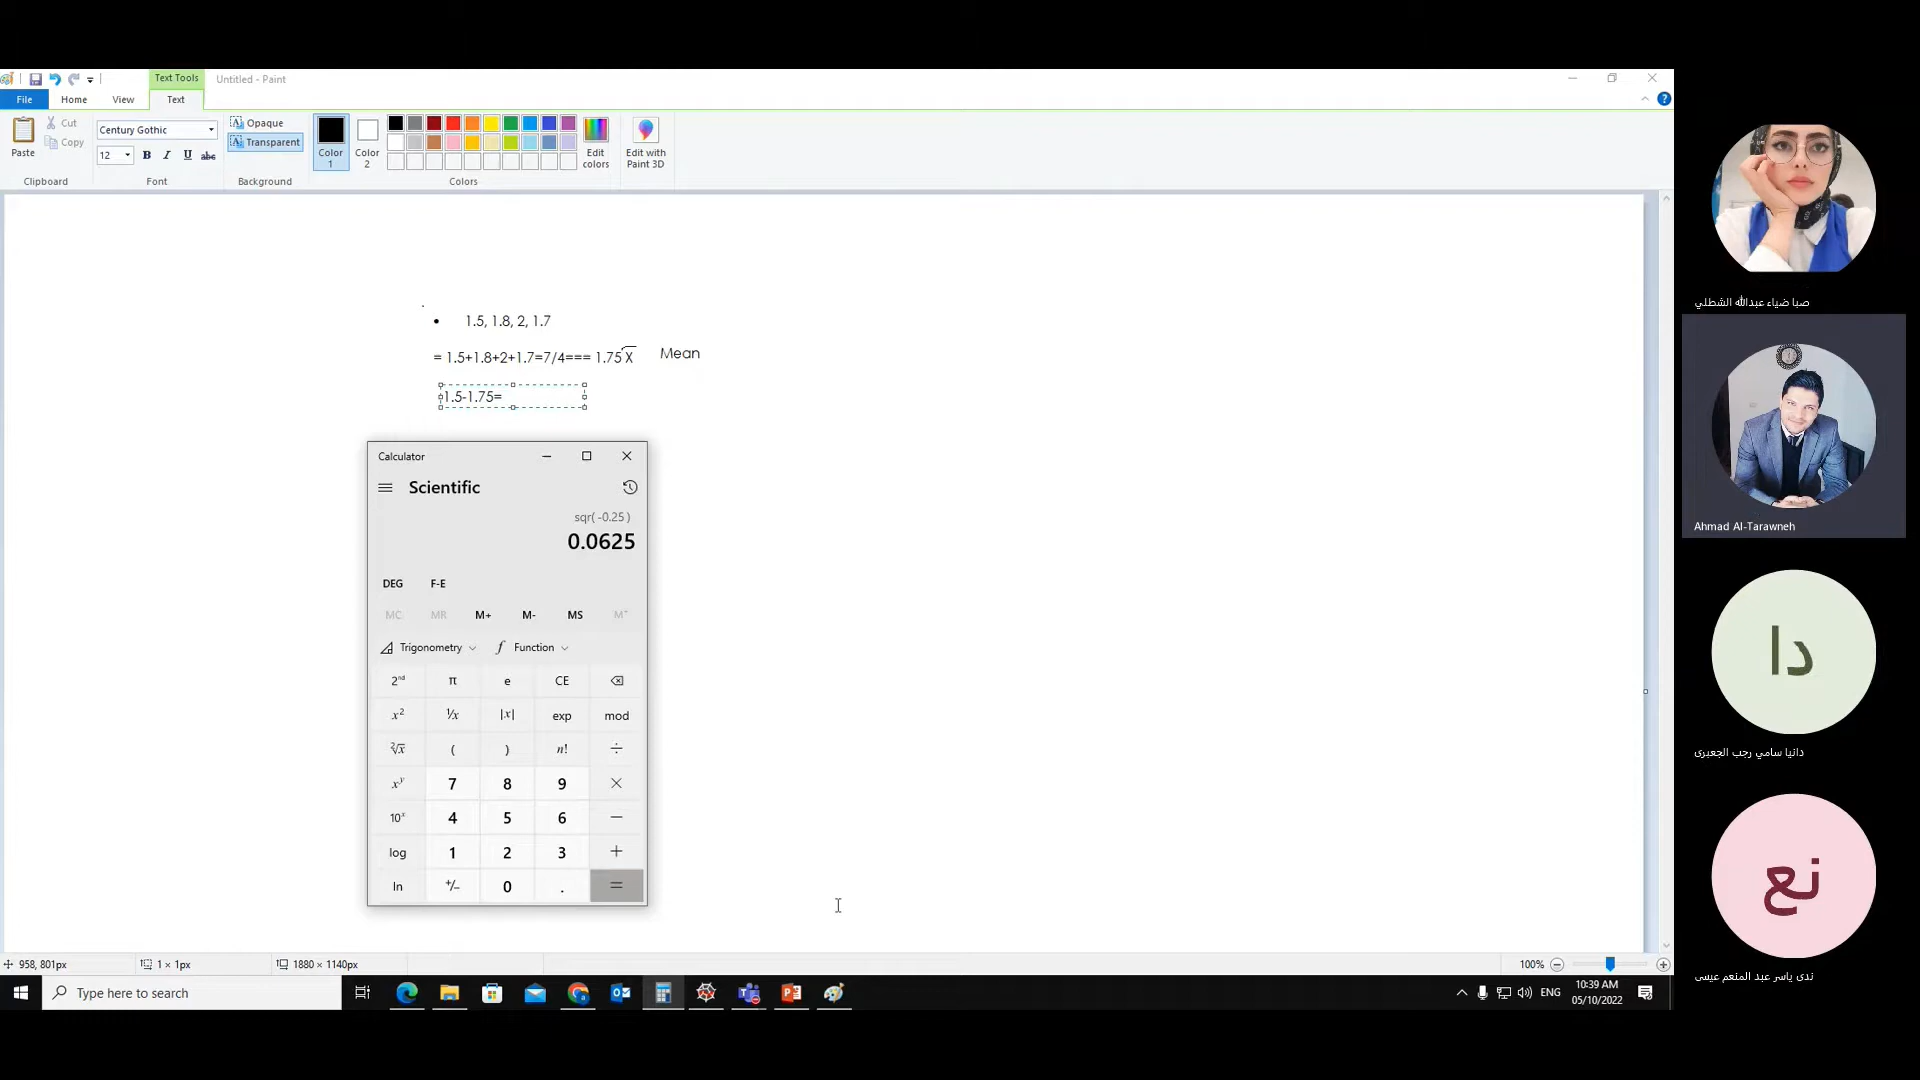 Text Tools
Untitled - Paint
File
Home
View
Text
Paste
Cut
Copy
Clipboard
Century Gothic
12
B
I
U
abc
Font
Opaque
Transparent
Background
Color 1
Color 2
Edit colors
Colors
Edit with Paint 3D
• 1.5, 1.8, 2, 1.7
= 1.5+1.8+2+1.7=7/4=== 1.75 X
Mean
1.5-1.75=
Calculator
Scientific
sqr( -0.25 )
0.0625
DEG
F-E
MC MR M+ M- MS M˅
Trigonometry
f Function
2nd π e CE
x² ⅟x |x| exp mod
²√x ( ) n! ÷
xʸ 7 8 9 ×
10ˣ 4 5 6 −
log 1 2 3 +
ln +/− 0 . =
958, 801px
1 × 1px
1880 × 1140px
100%
Type here to search
ENG
10:39 AM
05/10/2022
صبا ضياء عبدالله الشطلي
Ahmad Al-Tarawneh
دا
دانيا سامي رجب الجعبري
نع
ندى ياسر عبد المنعم عيسى